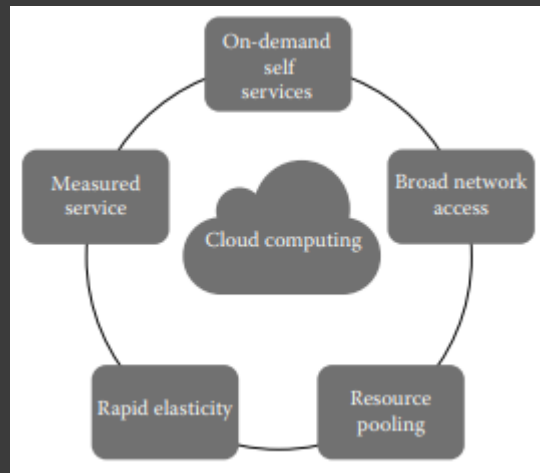 On-demand
self
services
Measured
service
Broad network
access
Cloud computing
Rapid elasticity
Resource
pooling